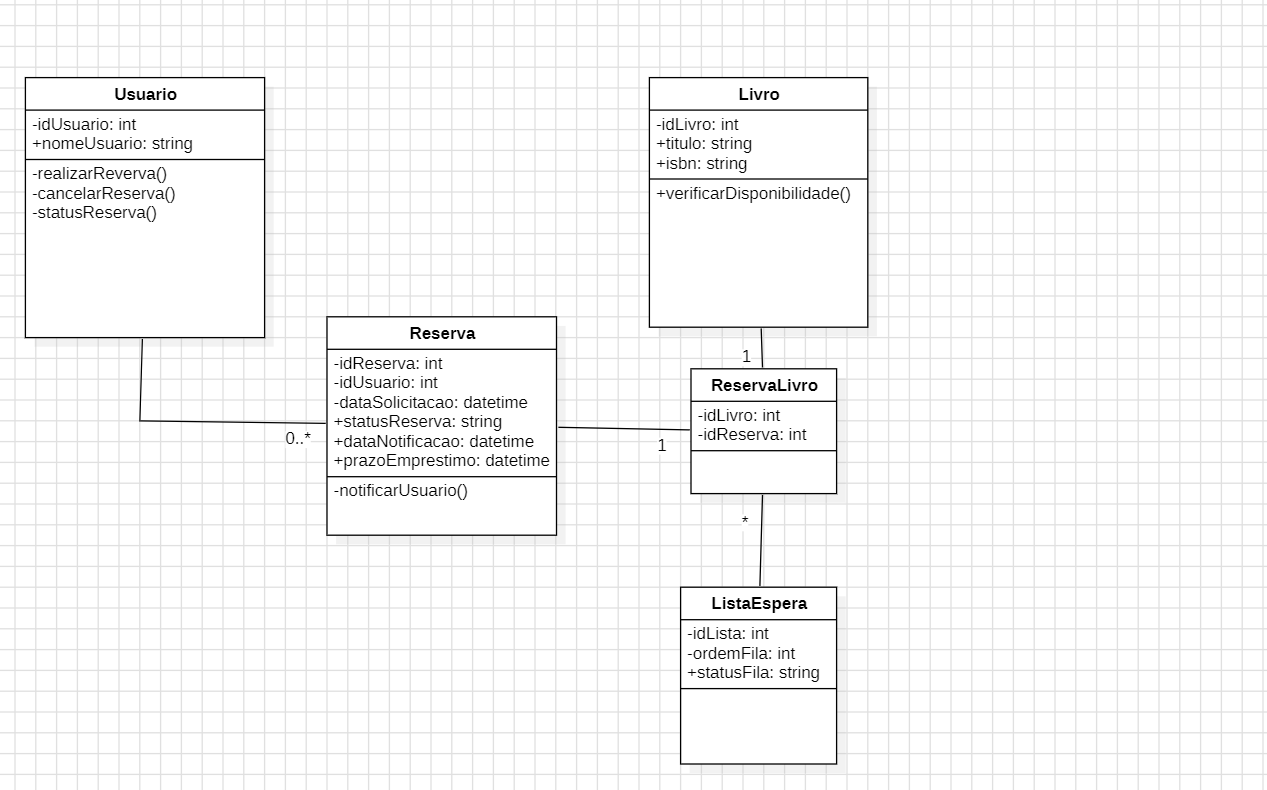 Usuario
-idUsuario: int
+nomeUsuario: string
-realizarReverva()
-cancelarReserva()
-statusReserva()
Livro
-idLivro: int
+titulo: string
+isbn: string
+verificarDisponibilidade()
Reserva
-idReserva: int
-idUsuario: int
-dataSolicitacao: datetime
+statusReserva: string
+dataNotificacao: datetime
+prazoEmprestimo: datetime
-notificarUsuario()
0..*
1
1
ReservaLivro
-idLivro: int
-idReserva: int
*
ListaEspera
-idLista: int
-ordemFila: int
+statusFila: string